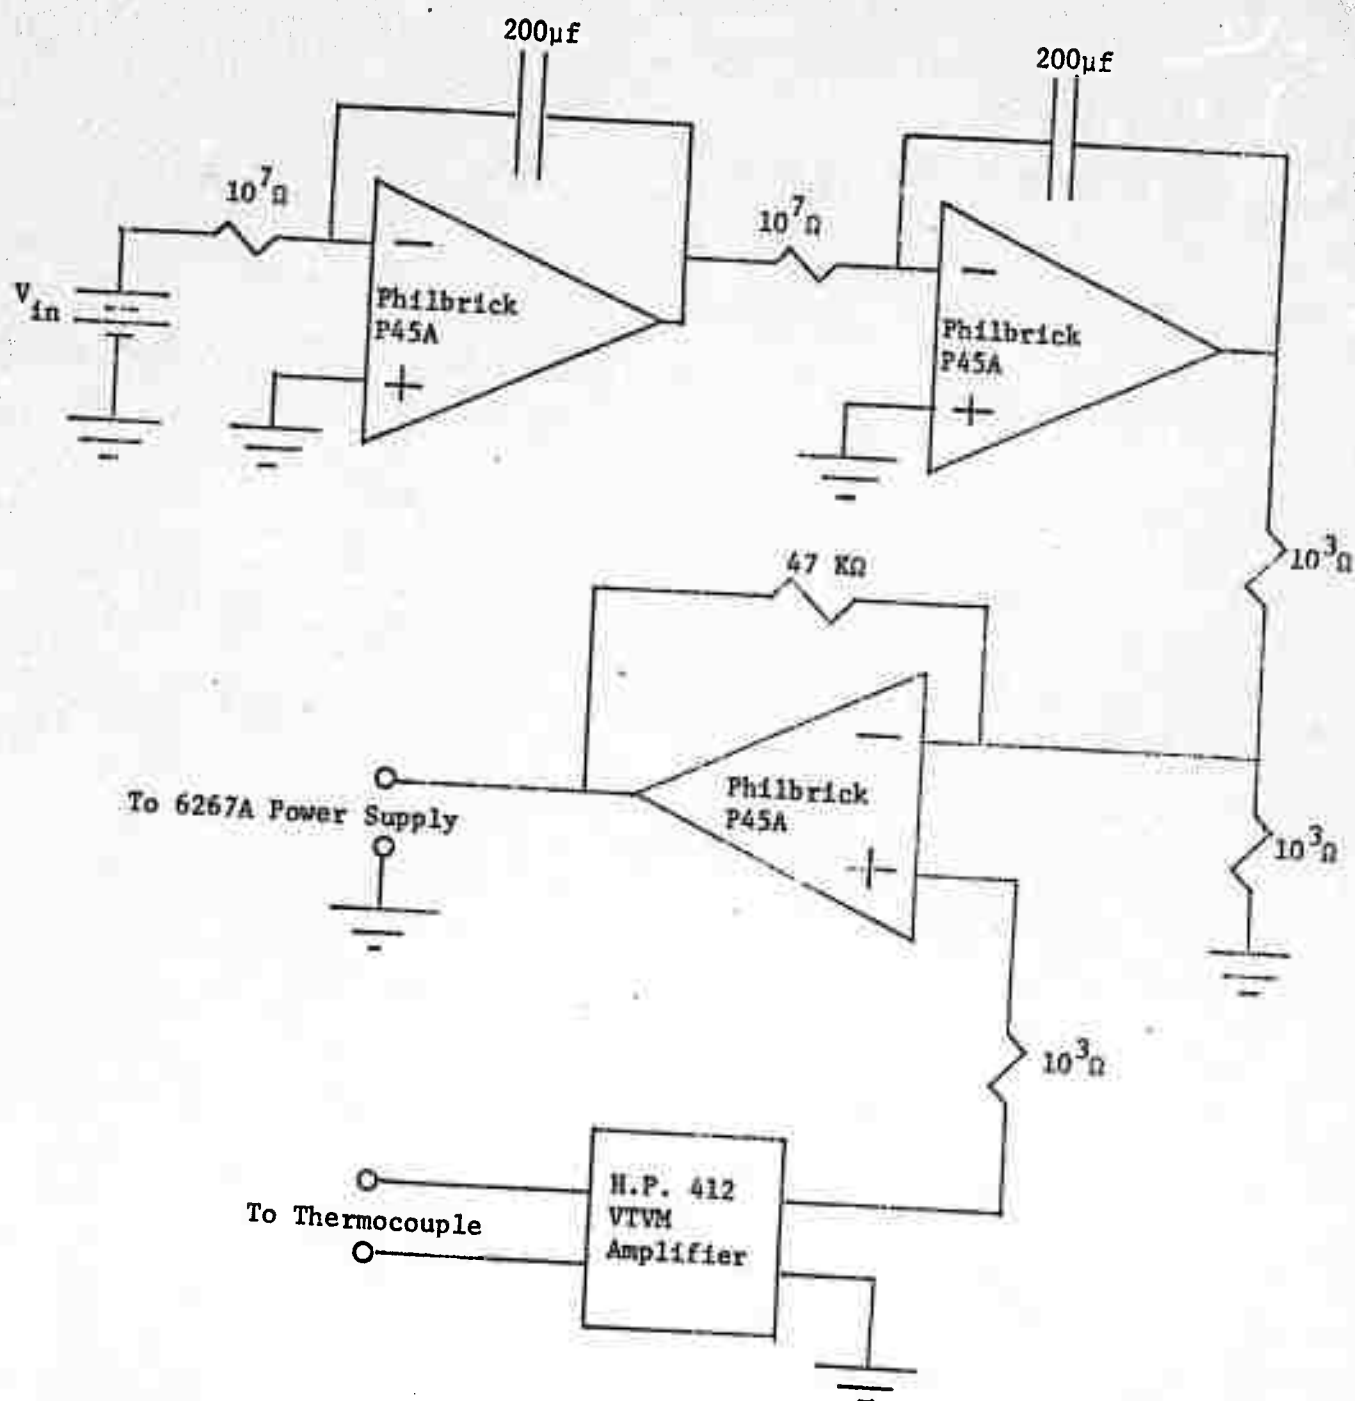 200μf
200μf
10⁷Ω
10⁷Ω
V in
−
Philbrick
P45A
+
−
Philbrick
P45A
+
10³Ω
47 KΩ
−
Philbrick
P45A
+
To 6267A Power Supply
10³Ω
10³Ω
H.P. 412
VTVM
Amplifier
To Thermocouple